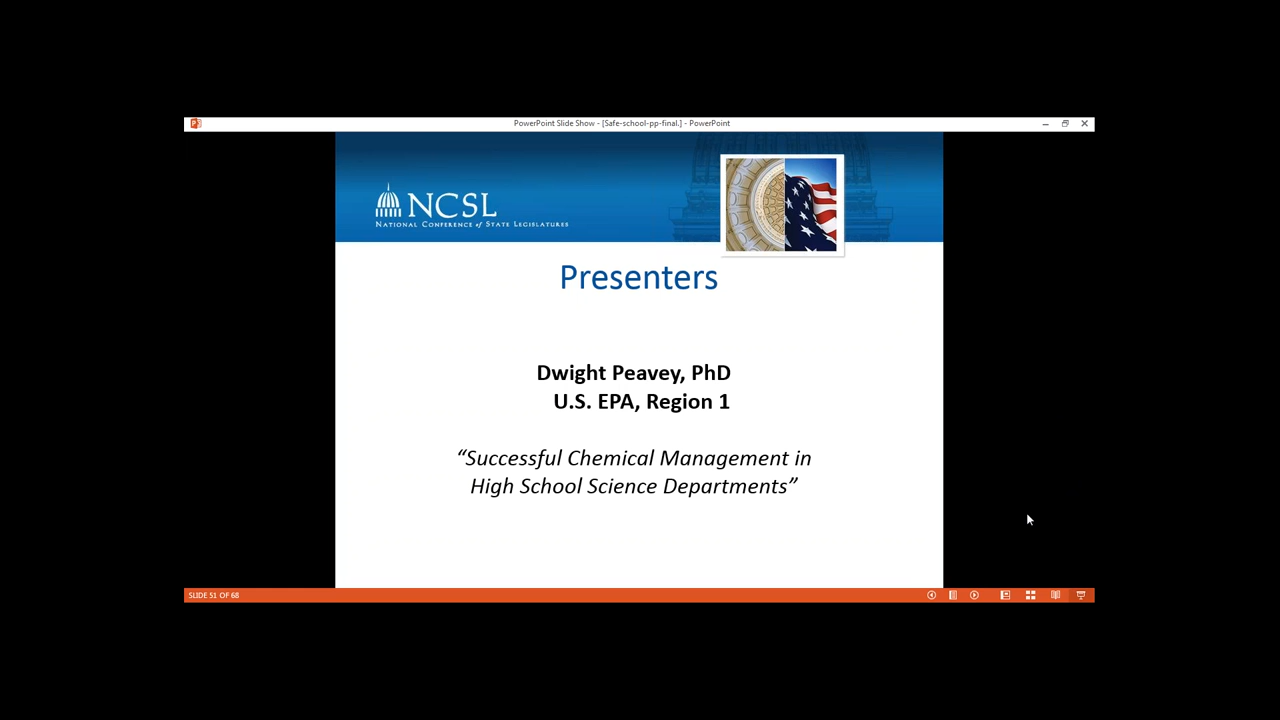 PowerPoint Slide Show - [Safe-school-pp-final.] - PowerPoint
NCSL
NATIONAL CONFERENCE of STATE LEGISLATURES
Presenters
Dwight Peavey, PhD
U.S. EPA, Region 1
“Successful Chemical Management in
High School Science Departments”
SLIDE 51 OF 68